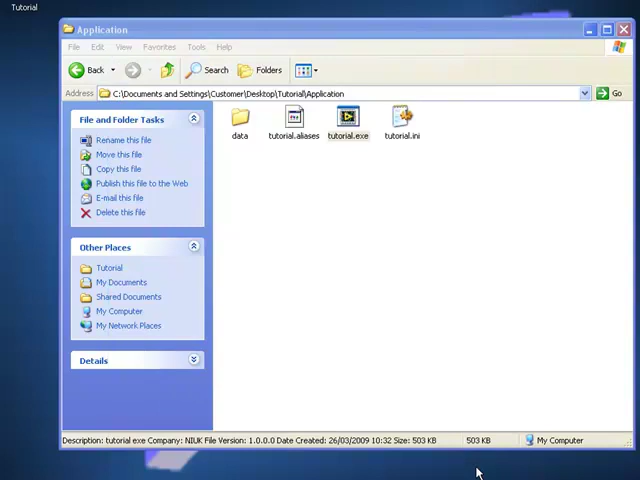 Tutorial
Application
File Edit View Favorites Tools Help
Back Search Folders
Address C:\Documents and Settings\Customer\Desktop\Tutorial\Application Go
File and Folder Tasks
Rename this file
Move this file
Copy this file
Publish this file to the Web
E-mail this file
Delete this file
Other Places
Tutorial
My Documents
Shared Documents
My Computer
My Network Places
Details
data tutorial.aliases tutorial.exe tutorial.ini
Description: tutorial exe Company: NIUK File Version: 1.0.0.0 Date Created: 26/03/2009 10:32 Size: 503 KB 503 KB My Computer